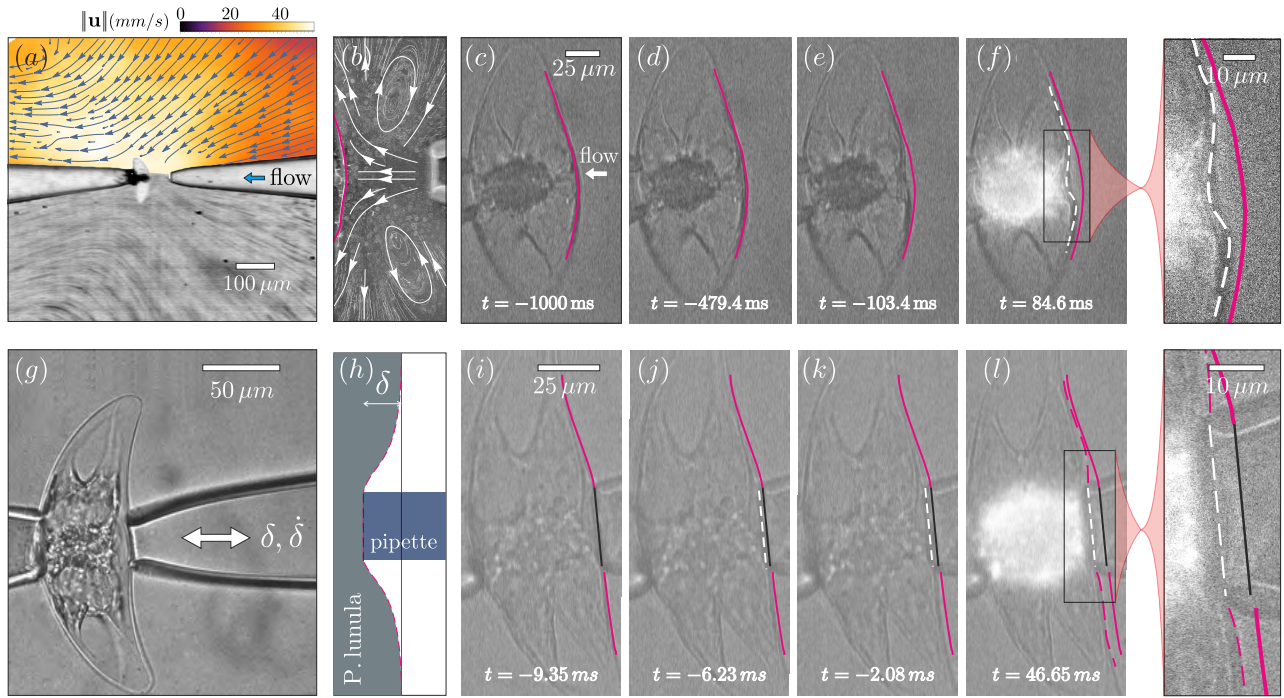 ‖u‖(mm/s) 0 20 40
(a)
flow
100 μm
(b)
(c)
25 μm
flow
t = −1000 ms
(d)
t = −479.4 ms
(e)
t = −103.4 ms
(f)
t = 84.6 ms
10 μm
(g)
50 μm
δ, δ̇
(h)
δ
pipette
P. lunula
(i)
25 μm
t = −9.35 ms
(j)
t = −6.23 ms
(k)
t = −2.08 ms
(l)
t = 46.65 ms
10 μm